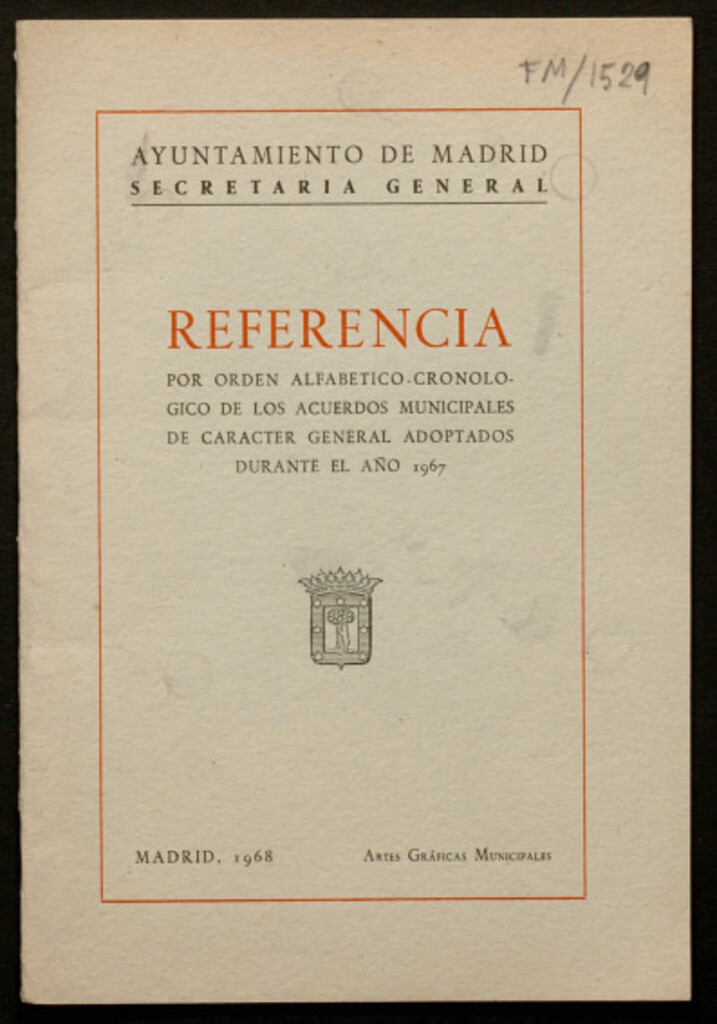 FM/1529
AYUNTAMIENTO DE MADRID
SECRETARIA GENERAL
REFERENCIA
POR ORDEN ALFABETICO-CRONOLO-
GICO DE LOS ACUERDOS MUNICIPALES
DE CARACTER GENERAL ADOPTADOS
DURANTE EL AÑO 1967
MADRID, 1968 ARTES GRÁFICAS MUNICIPALES